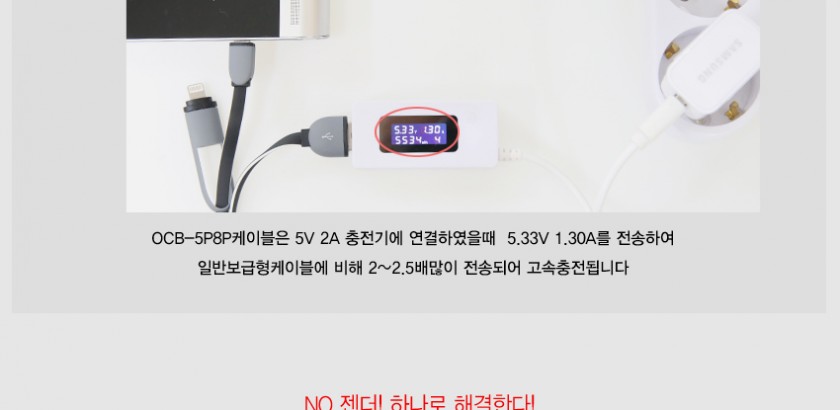 SAMSUNG
5.33V 1.30A
OCB-5P8P케이블은 5V 2A 충전기에 연결하였을때 5.33V 1.30A를 전송하여
일반보급형케이블에 비해 2~2.5배많이 전송되어 고속충전됩니다
NO 젠더! 하나로 해결한다!